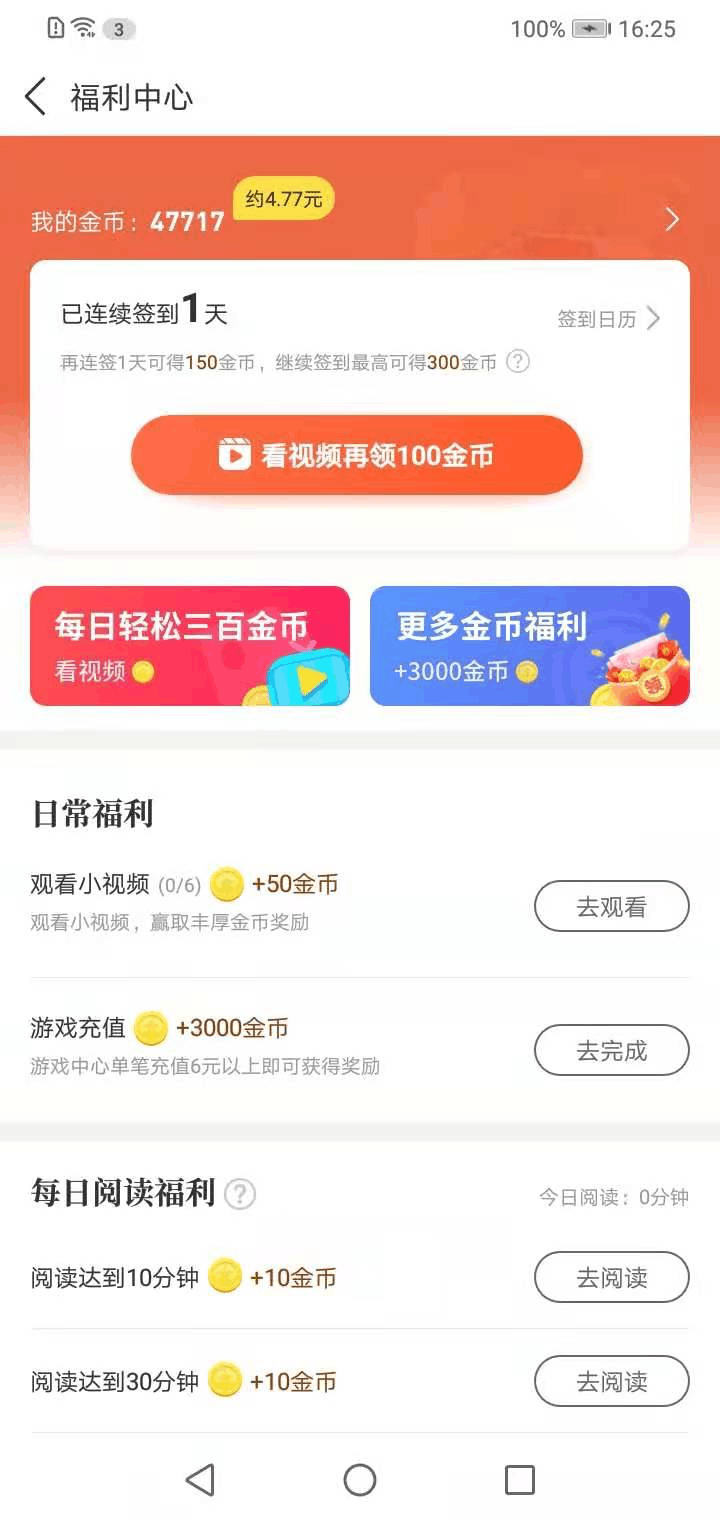 3
100%
16:25
福利中心
约4.77元
我的金币：47717
已连续签到1天
签到日历
再连签1天可得150金币，继续签到最高可得300金币 ?
看视频再领100金币
每日轻松三百金币
看视频
更多金币福利
+3000金币
日常福利
观看小视频 (0/6) +50金币
去观看
观看小视频，赢取丰厚金币奖励
游戏充值 +3000金币
去完成
游戏中心单笔充值6元以上即可获得奖励
每日阅读福利 ?
今日阅读：0分钟
阅读达到10分钟 +10金币
去阅读
阅读达到30分钟 +10金币
去阅读